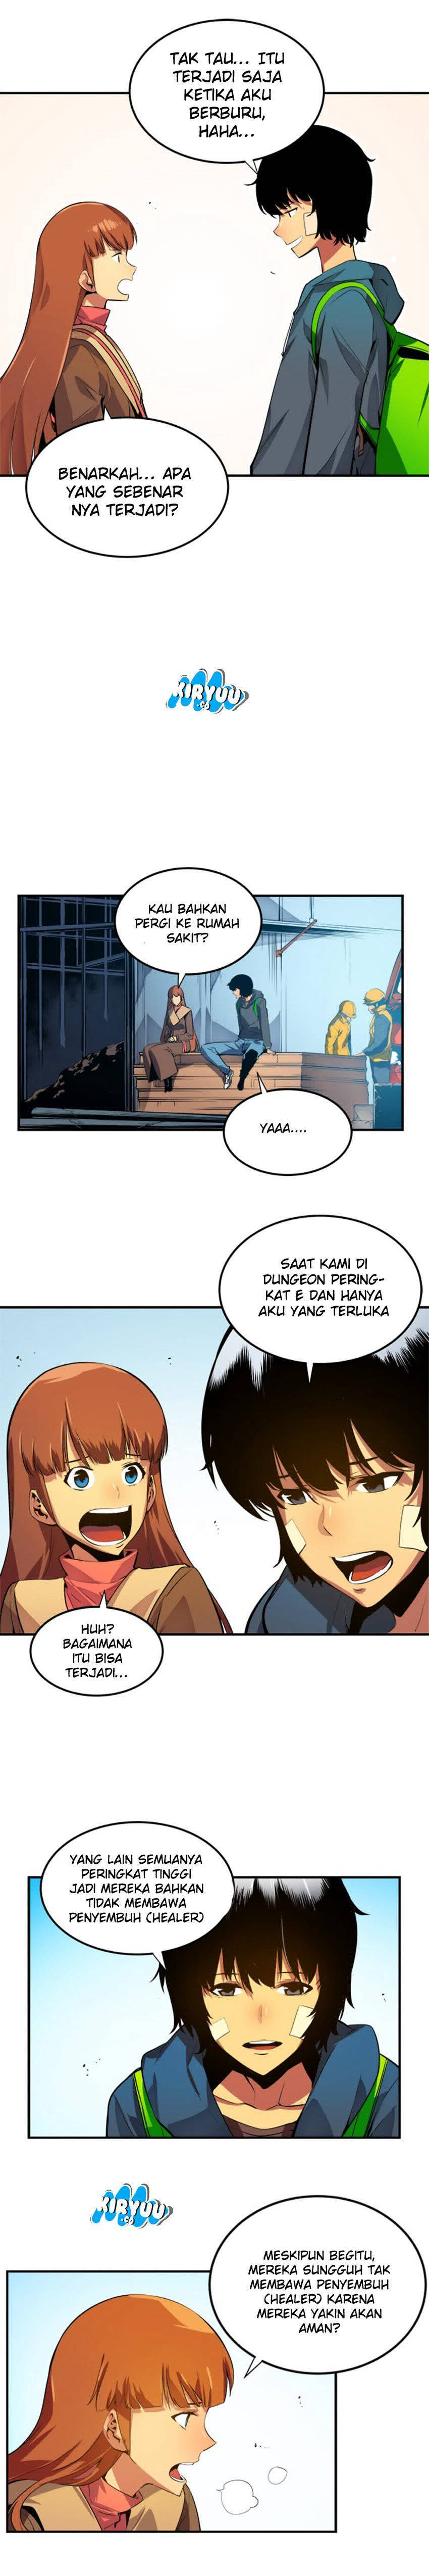 TAK TAU... ITU
TERJADI SAJA
KETIKA AKU
BERBURU,
HAHA...
BENARKAH... APA
YANG SEBENAR
NYA TERJADI?
KIRYUU
.CO
KAU BAHKAN
PERGI KE RUMAH
SAKIT?
YAAA....
SAAT KAMI DI
DUNGEON PERING-
KAT E DAN HANYA
AKU YANG TERLUKA
HUH?
BAGAIMANA
ITU BISA
TERJADI...
YANG LAIN SEMUANYA
PERINGKAT TINGGI
JADI MEREKA BAHKAN
TIDAK MEMBAWA
PENYEMBUH (HEALER)
KIRYUU
.CO
MESKIPUN BEGITU,
MEREKA SUNGGUH TAK
MEMBAWA PENYEMBUH
(HEALER) KARENA
MEREKA YAKIN AKAN
AMAN?